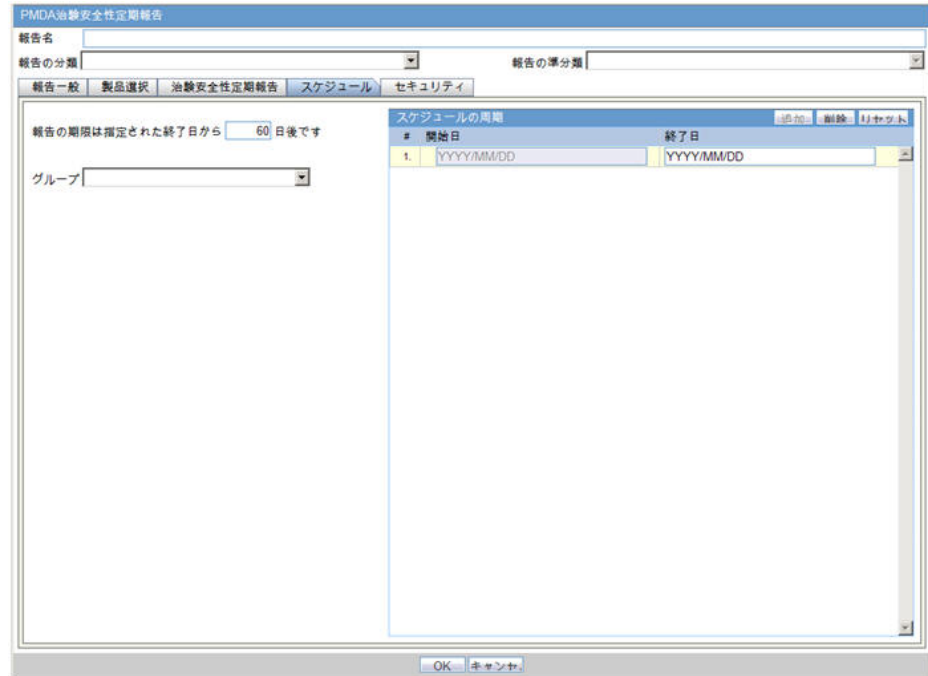 PMDA治験安全性定期報告
報告名
報告の分類 報告の準分類
報告一般 製品選択 治験安全性定期報告 スケジュール セキュリティ
スケジュールの周期 追加 削除 リセット
報告の期限は指定された終了日から 60 日後です
# 開始日 終了日
1. YYYY/MM/DD YYYY/MM/DD
グループ
OK キャンセ.